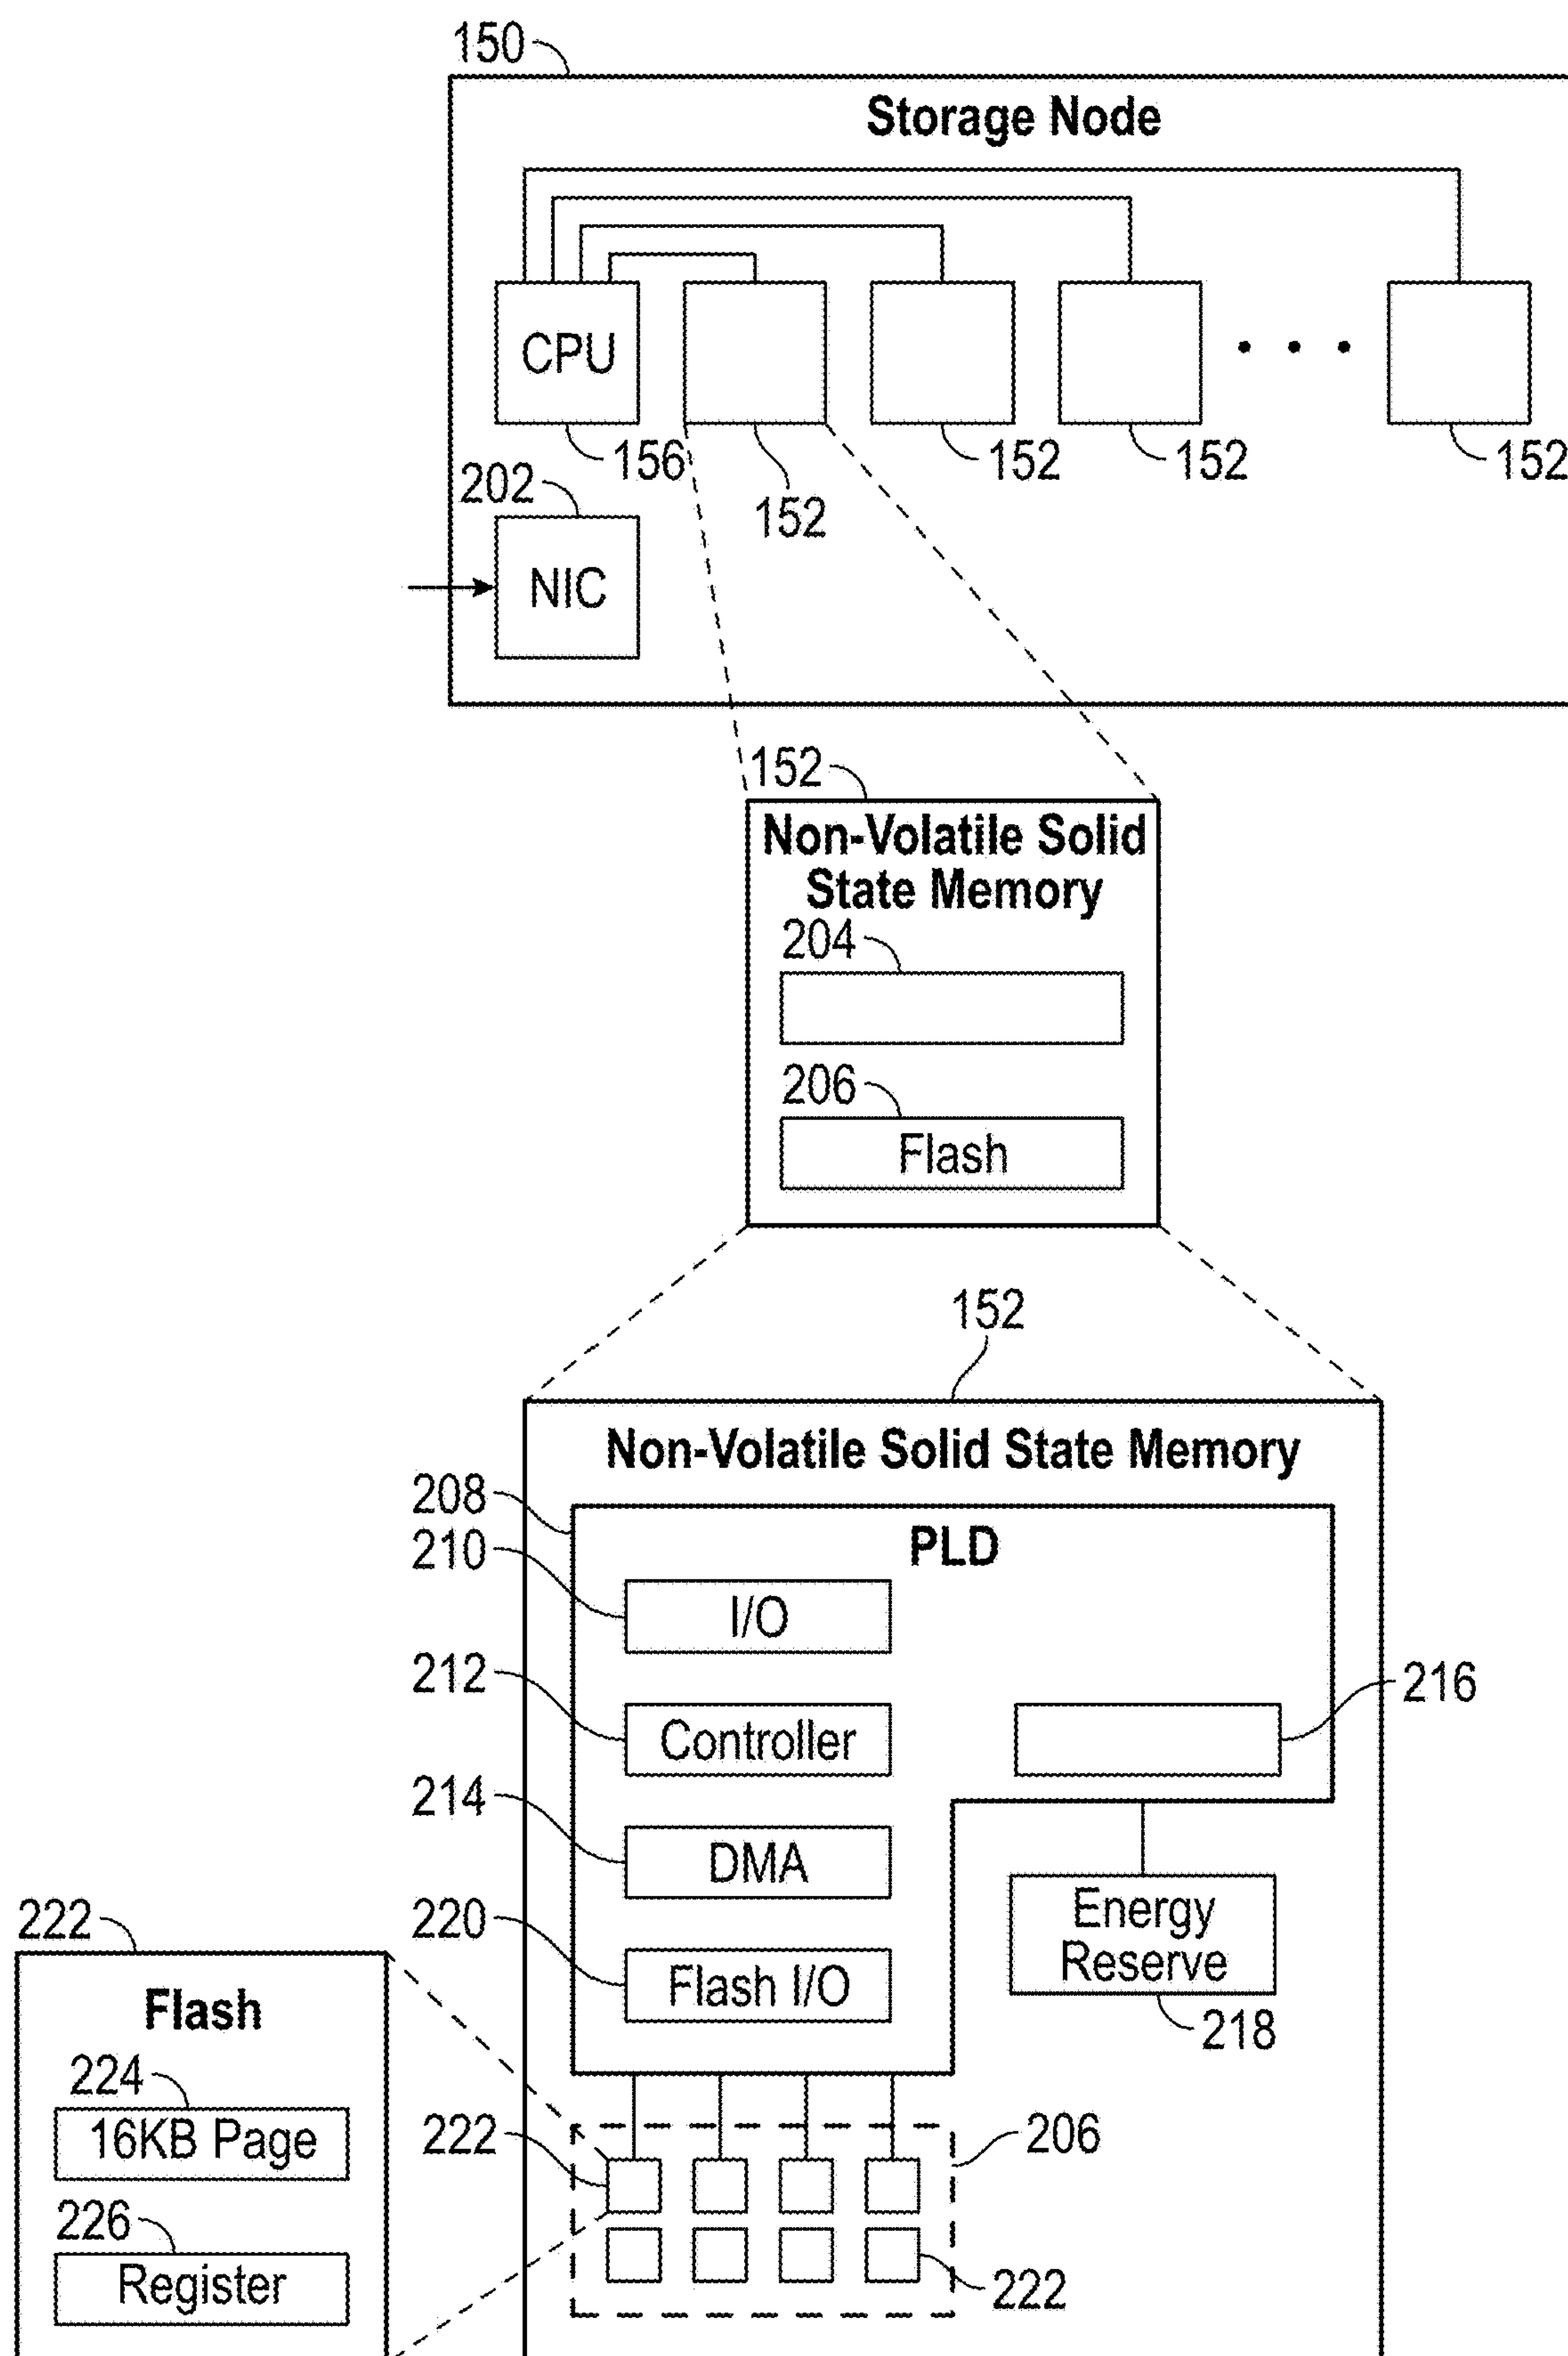 150
Storage Node
CPU
156
152
152
152
152
202
NIC
152
Non-Volatile Solid
State Memory
204
206
Flash
152
Non-Volatile Solid State Memory
208
PLD
210
I/O
212
Controller
216
214
DMA
Energy
Reserve
218
220
Flash I/O
222
Flash
224
16KB Page
226
Register
222
206
222